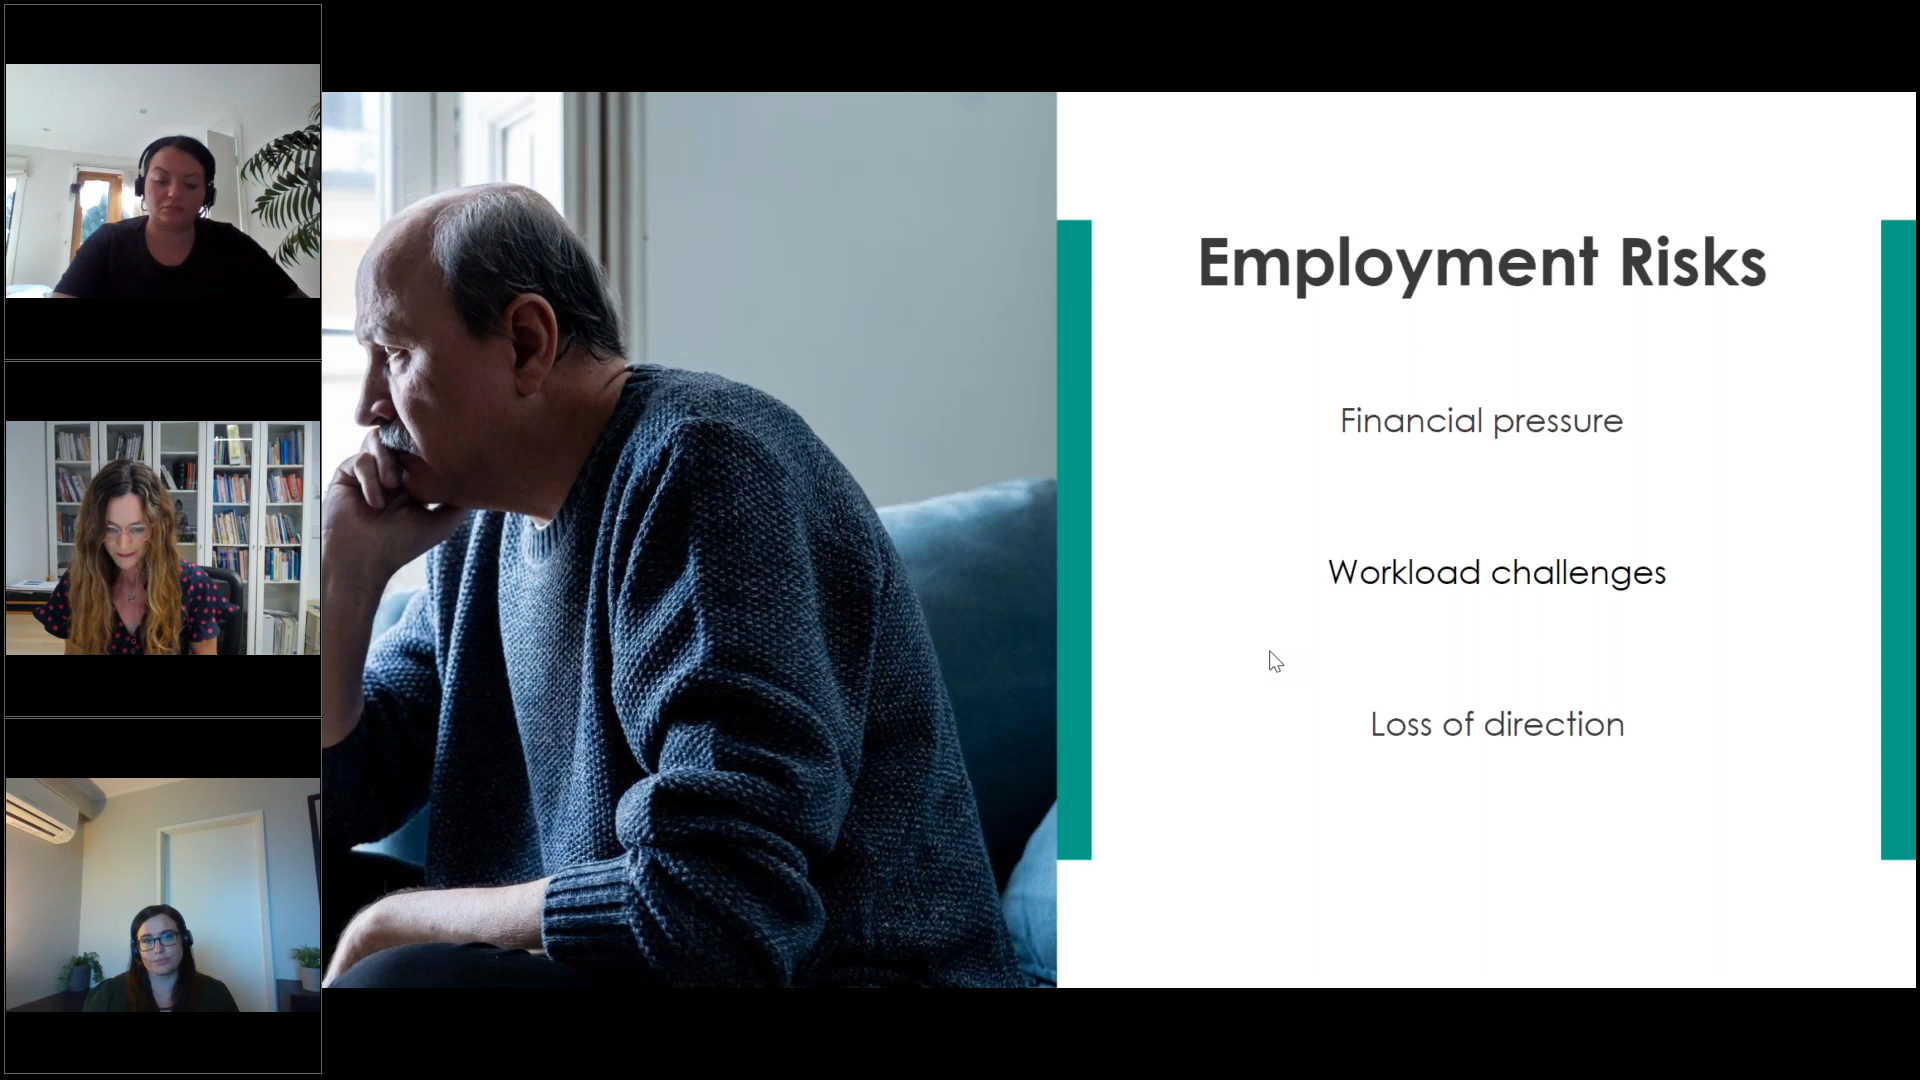 Employment Risks
Financial pressure
Workload challenges
Loss of direction